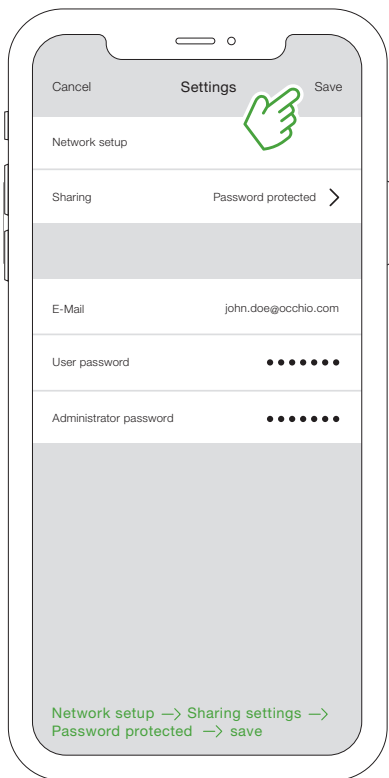 Cancel Settings Save
Network setup
Sharing Password protected
E-Mail john.doe@occhio.com
User password •••••••
Administrator password •••••••
Network setup —> Sharing settings —>
Password protected —> save